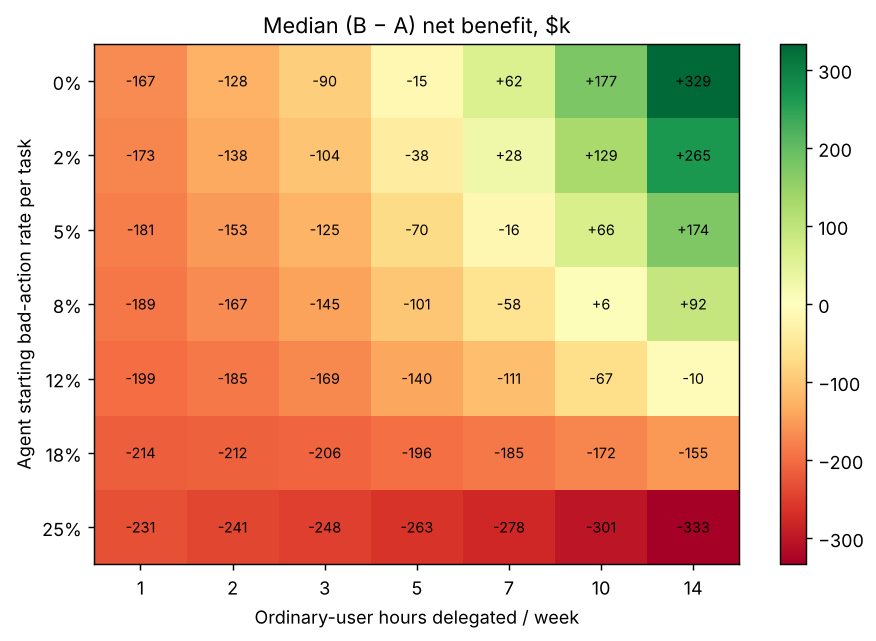 Median (B − A) net benefit, $k
Agent starting bad-action rate per task
0% -167 -128 -90 -15 +62 +177 +329
2% -173 -138 -104 -38 +28 +129 +265
5% -181 -153 -125 -70 -16 +66 +174
8% -189 -167 -145 -101 -58 +6 +92
12% -199 -185 -169 -140 -111 -67 -10
18% -214 -212 -206 -196 -185 -172 -155
25% -231 -241 -248 -263 -278 -301 -333
1 2 3 5 7 10 14
Ordinary-user hours delegated / week
300
200
100
0
−100
−200
−300